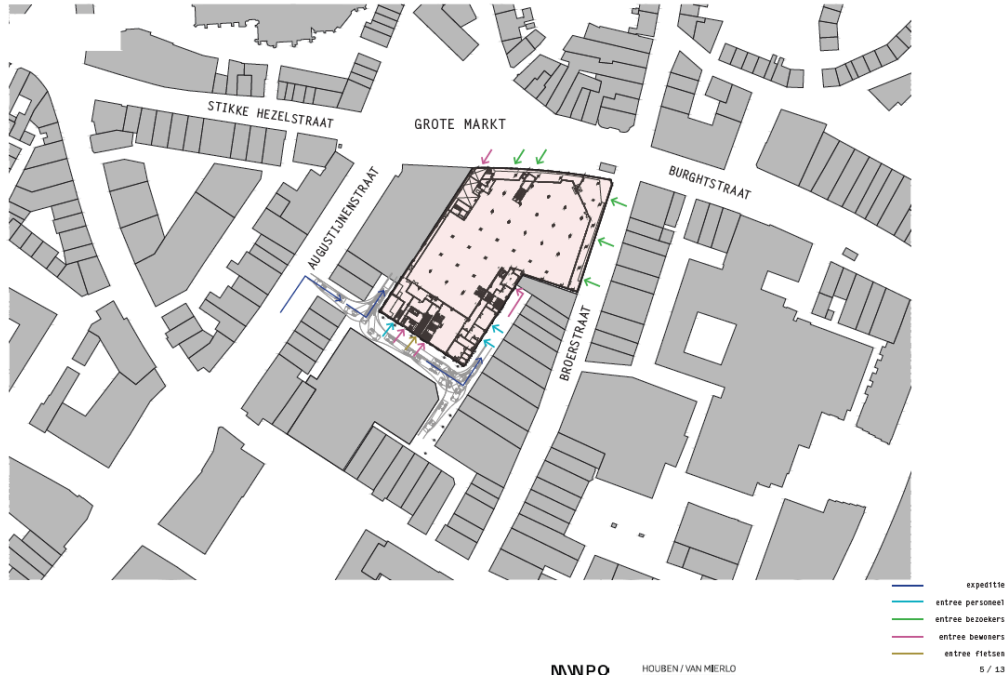 STIKKE HEZELSTRAAT
GROTE MARKT
BURGHTSTRAAT
AUGUSTIJNENSTRAAT
BROERSTRAAT
expeditie
entree personeel
entree bezoekers
entree bewoners
entree fietsen
HOUBEN / VAN MIERLO
5 / 13